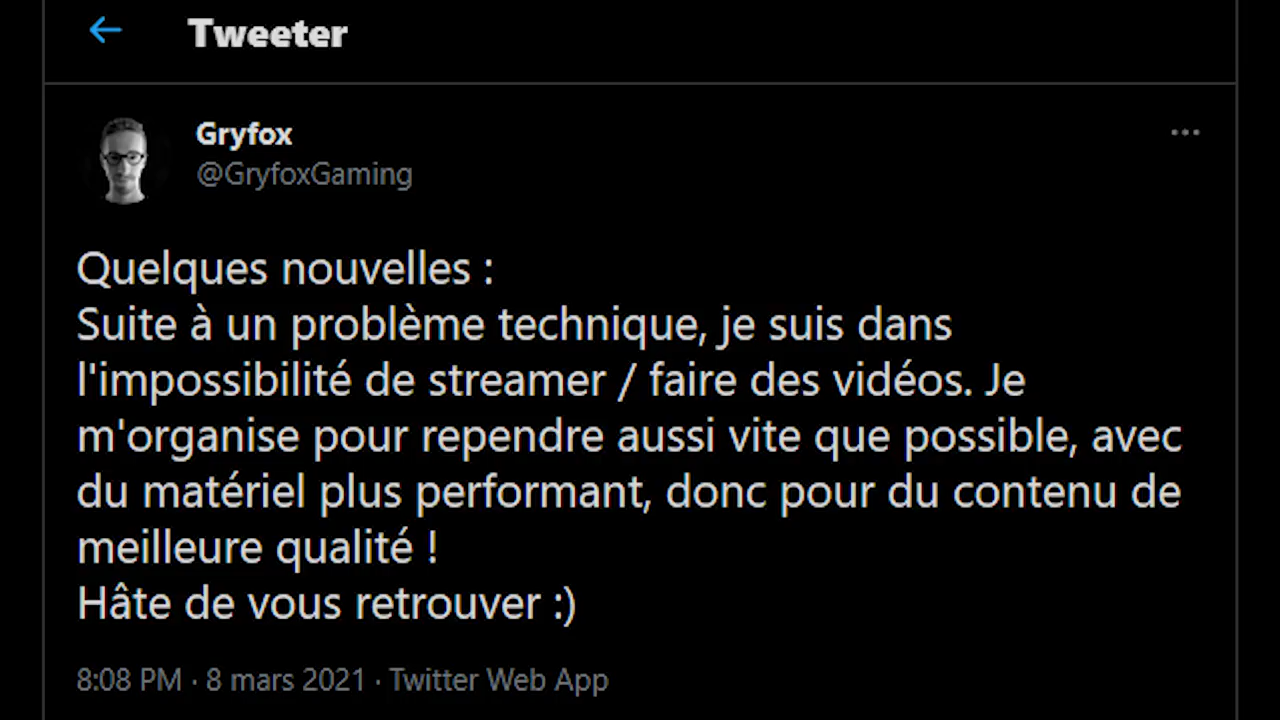 Tweeter
Gryfox
@GryfoxGaming
Quelques nouvelles :
Suite à un problème technique, je suis dans
l'impossibilité de streamer / faire des vidéos. Je
m'organise pour rependre aussi vite que possible, avec
du matériel plus performant, donc pour du contenu de
meilleure qualité !
Hâte de vous retrouver :)
8:08 PM · 8 mars 2021 · Twitter Web App